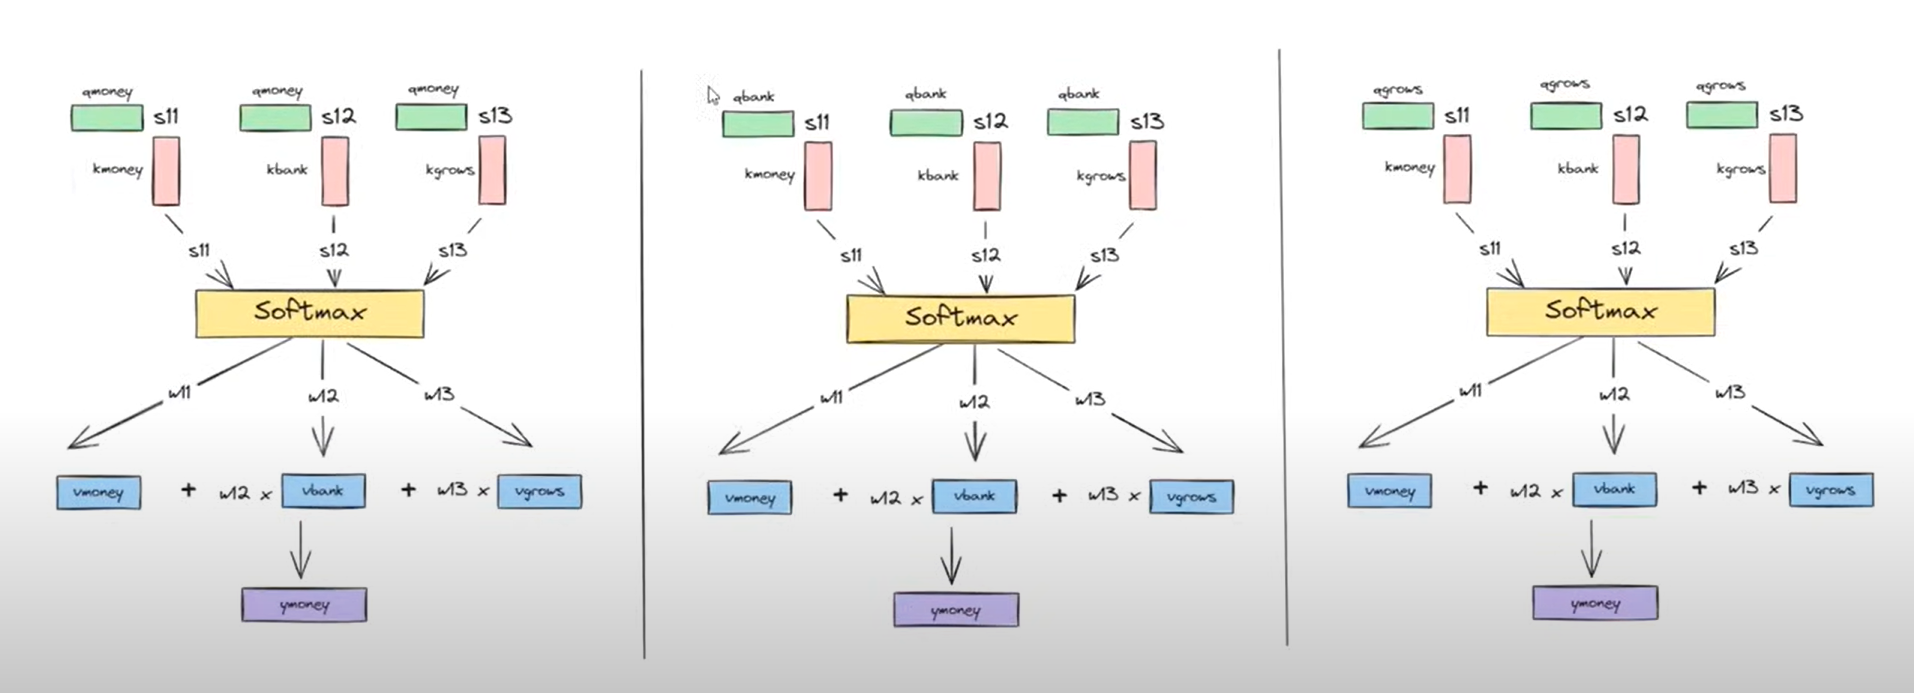 qmoney qmoney qmoney
s11 s12 s13
kmoney kbank kgrows
s11 s12 s13
Softmax
w11 w12 w13
vmoney + w12 x vbank + w13 x vgrows
ymoney
qbank qbank qbank
s11 s12 s13
kmoney kbank kgrows
s11 s12 s13
Softmax
w11 w12 w13
vmoney + w12 x vbank + w13 x vgrows
ymoney
qgrows qgrows qgrows
s11 s12 s13
kmoney kbank kgrows
s11 s12 s13
Softmax
w11 w12 w13
vmoney + w12 x vbank + w13 x vgrows
ymoney